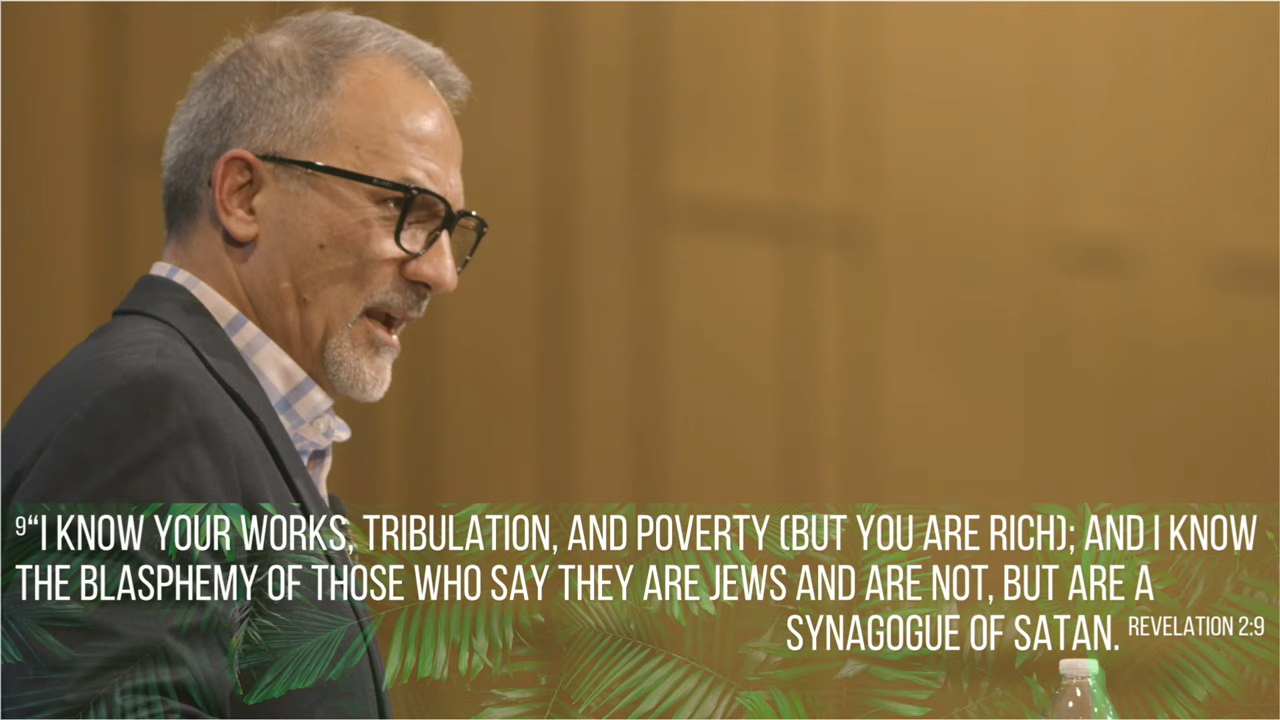 9“I KNOW YOUR WORKS, TRIBULATION, AND POVERTY (BUT YOU ARE RICH); AND I KNOW
THE BLASPHEMY OF THOSE WHO SAY THEY ARE JEWS AND ARE NOT, BUT ARE A
SYNAGOGUE OF SATAN. REVELATION 2:9